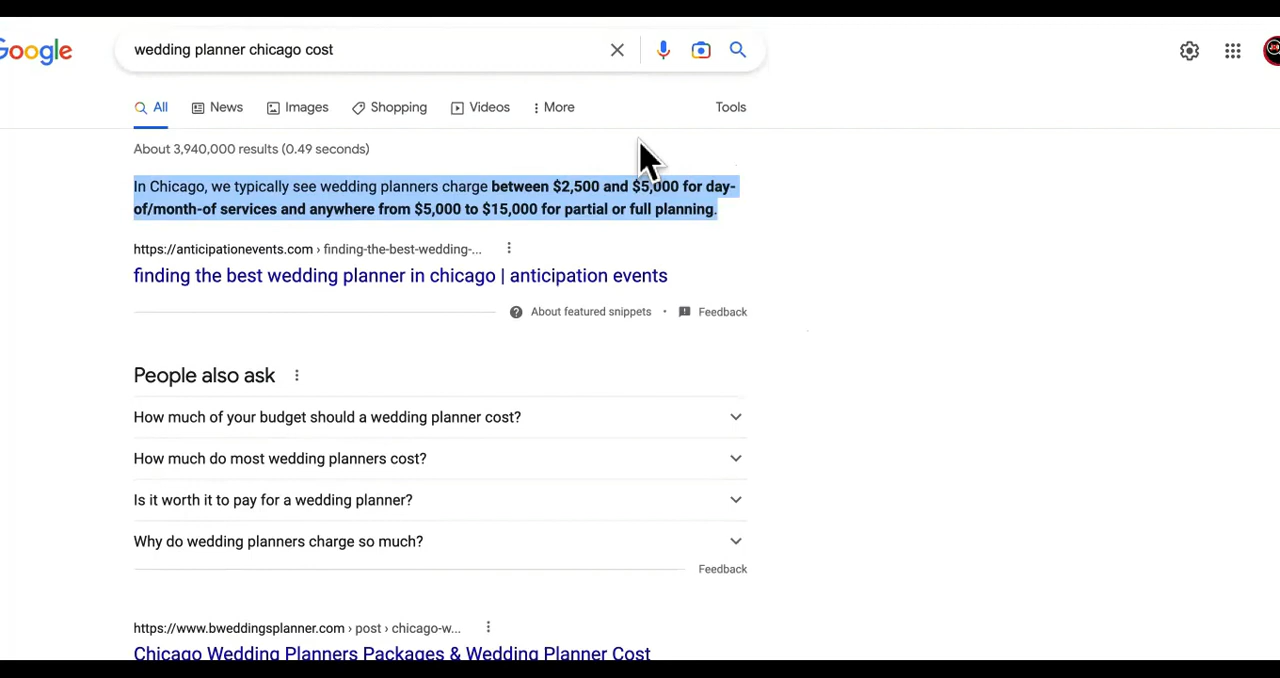 Google
wedding planner chicago cost
All News Images Shopping Videos More Tools
About 3,940,000 results (0.49 seconds)
In Chicago, we typically see wedding planners charge between $2,500 and $5,000 for day-
of/month-of services and anywhere from $5,000 to $15,000 for partial or full planning.
https://anticipationevents.com › finding-the-best-wedding-...
finding the best wedding planner in chicago | anticipation events
About featured snippets • Feedback
People also ask
How much of your budget should a wedding planner cost?
How much do most wedding planners cost?
Is it worth it to pay for a wedding planner?
Why do wedding planners charge so much?
Feedback
https://www.bweddingsplanner.com › post › chicago-w...
Chicago Wedding Planners Packages & Wedding Planner Cost